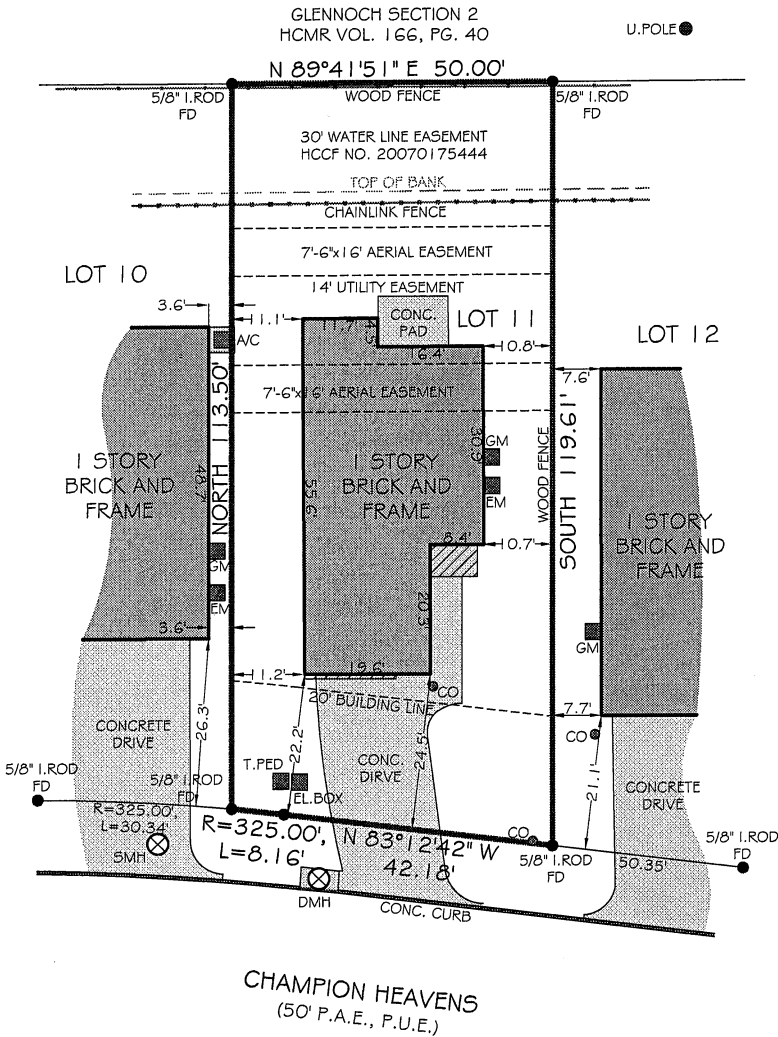 GLENNOCH SECTION 2
HCMR VOL. 166, PG. 40
U.POLE
N 89°41'51" E 50.00'
5/8" I.ROD
FD
WOOD FENCE
5/8" I.ROD
FD
30' WATER LINE EASEMENT
HCCF NO. 20070175444
TOP OF BANK
CHAINLINK FENCE
7'-6"x16' AERIAL EASEMENT
LOT 10
14' UTILITY EASEMENT
3.6'
11.1'
11.7'
4.5'
CONC.
PAD
LOT 11
A/C
16.4'
10.8'
LOT 12
7.6'
7'-6"x16' AERIAL EASEMENT
NORTH 113.50'
48.7'
1 STORY
BRICK AND
FRAME
55.6'
1 STORY
BRICK AND
FRAME
30.9'
GM
EM
WOOD FENCE
SOUTH 119.61'
1 STORY
BRICK AND
FRAME
GM
EM
8.4'
10.7'
20.3'
3.6'
GM
11.2'
19.6'
CO
20' BUILDING LINE
7.7'
26.3'
CONCRETE
DRIVE
22.2'
CONC.
DIRVE
24.5'
CO
21.1'
CONCRETE
DRIVE
T.PED
EL.BOX
5/8" I.ROD
FD
5/8" I.ROD
FD
R=325.00',
L=30.34'
SMH
R=325.00',
L=8.16'
N 83°12'42" W
42.18'
CO
5/8" I.ROD
FD
50.35'
5/8" I.ROD
FD
DMH
CONC. CURB
CHAMPION HEAVENS
(50' P.A.E., P.U.E.)